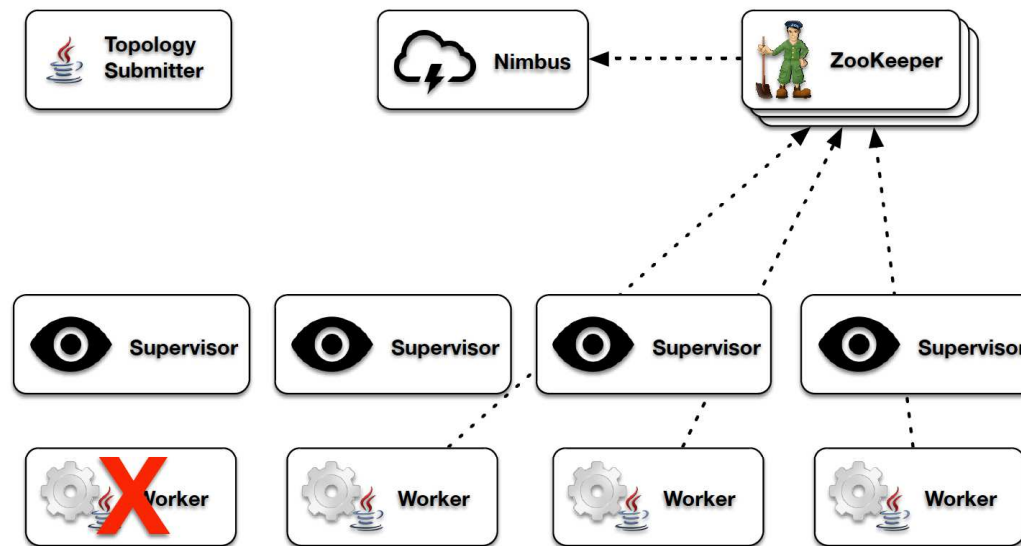 Topology
Submitter
Nimbus
ZooKeeper
Supervisor
Supervisor
Supervisor
Supervisor
X
Worker
Worker
Worker
Worker